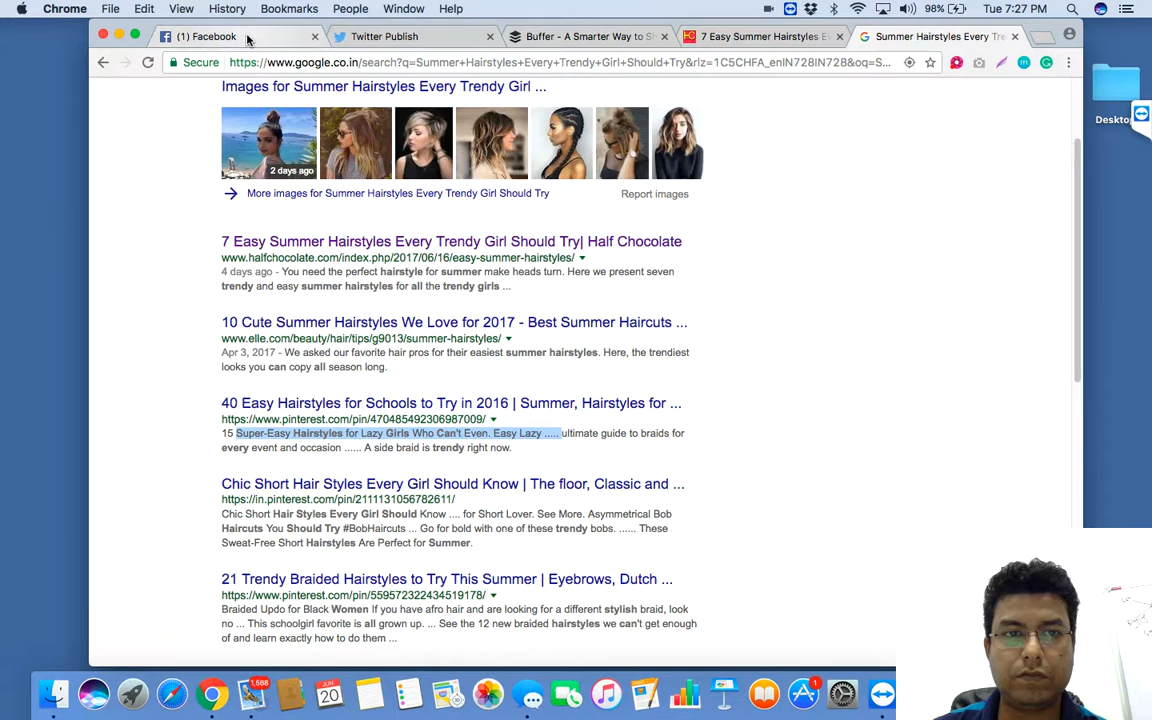 Chrome File Edit View History Bookmarks People Window Help 98% Tue 7:27 PM
(1) Facebook Twitter Publish Buffer - A Smarter Way to 7 Easy Summer Hairstyles Summer Hairstyles Every Tre
Secure https://www.google.co.in/search?q=Summer+Hairstyles+Every+Trendy+Girl+Should+Try&rlz=1C5CHFA_enIN728IN728&oq=S...
Images for Summer Hairstyles Every Trendy Girl ...
Desktop
2 days ago
More images for Summer Hairstyles Every Trendy Girl Should Try Report images
7 Easy Summer Hairstyles Every Trendy Girl Should Try| Half Chocolate
www.halfchocolate.com/index.php/2017/06/16/easy-summer-hairstyles/
4 days ago - You need the perfect hairstyle for summer make heads turn. Here we present seven
trendy and easy summer hairstyles for all the trendy girls ...
10 Cute Summer Hairstyles We Love for 2017 - Best Summer Haircuts ...
www.elle.com/beauty/hair/tips/g9013/summer-hairstyles/
Apr 3, 2017 - We asked our favorite hair pros for their easiest summer hairstyles. Here, the trendiest
looks you can copy all season long.
40 Easy Hairstyles for Schools to Try in 2016 | Summer, Hairstyles for ...
https://www.pinterest.com/pin/470485492306987009/
15 Super-Easy Hairstyles for Lazy Girls Who Can't Even. Easy Lazy ..... ultimate guide to braids for
every event and occasion ...... A side braid is trendy right now.
Chic Short Hair Styles Every Girl Should Know | The floor, Classic and ...
https://in.pinterest.com/pin/2111131056782611/
Chic Short Hair Styles Every Girl Should Know .... for Short Lover. See More. Asymmetrical Bob
Haircuts You Should Try #BobHaircuts ... Go for bold with one of these trendy bobs. ...... These
Sweat-Free Short Hairstyles Are Perfect for Summer.
21 Trendy Braided Hairstyles to Try This Summer | Eyebrows, Dutch ...
https://www.pinterest.com/pin/559572322434519178/
Braided Updo for Black Women If you have afro hair and are looking for a different stylish braid, look
no ... This schoolgirl favorite is all grown up. ... See the 12 new braided hairstyles we can't get enough
of and learn exactly how to do them ...
1,568
JUN
20
1